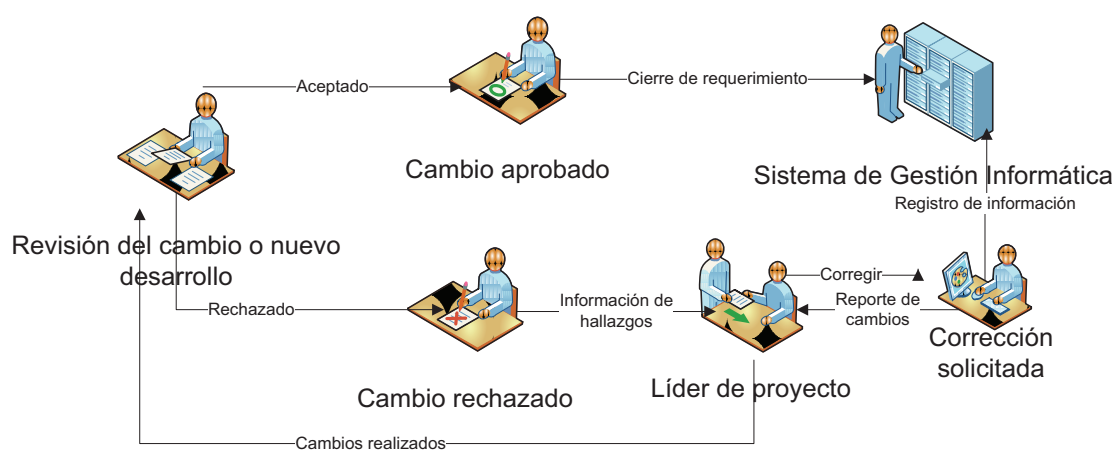 Aceptado
Cierre de requerimiento
Cambio aprobado
Sistema de Gestión Informática
Registro de información
Revisión del cambio o nuevo
desarrollo
Rechazado
Información de
hallazgos
Corregir
Reporte de
cambios
Corrección
solicitada
Cambio rechazado
Líder de proyecto
Cambios realizados